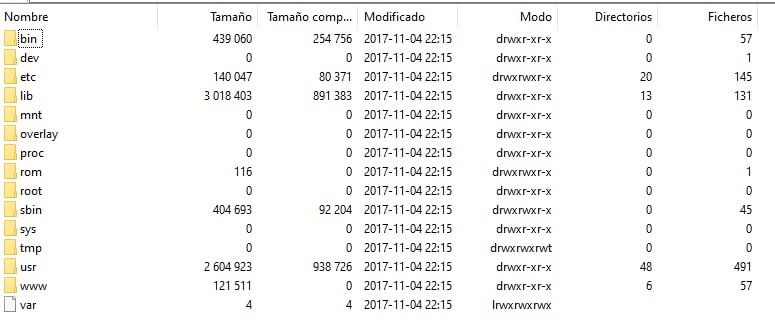 Nombre Tamaño Tamaño comp... Modificado Modo Directorios Ficheros
bin 439 060 254 756 2017-11-04 22:15 drwxr-xr-x 0 57
dev 0 0 2017-11-04 22:15 drwxr-xr-x 0 1
etc 140 047 80 371 2017-11-04 22:15 drwxrwxr-x 20 145
lib 3 018 403 891 383 2017-11-04 22:15 drwxr-xr-x 13 131
mnt 0 0 2017-11-04 22:15 drwxr-xr-x 0 0
overlay 0 0 2017-11-04 22:15 drwxr-xr-x 0 0
proc 0 0 2017-11-04 22:15 drwxr-xr-x 0 0
rom 116 0 2017-11-04 22:15 drwxrwxr-x 0 1
root 0 0 2017-11-04 22:15 drwxr-xr-x 0 0
sbin 404 693 92 204 2017-11-04 22:15 drwxrwxr-x 0 45
sys 0 0 2017-11-04 22:15 drwxr-xr-x 0 0
tmp 0 0 2017-11-04 22:15 drwxrwxrwt 0 0
usr 2 604 923 938 726 2017-11-04 22:15 drwxr-xr-x 48 491
www 121 511 0 2017-11-04 22:15 drwxr-xr-x 6 57
var 4 4 2017-11-04 22:15 lrwxrwxrwx